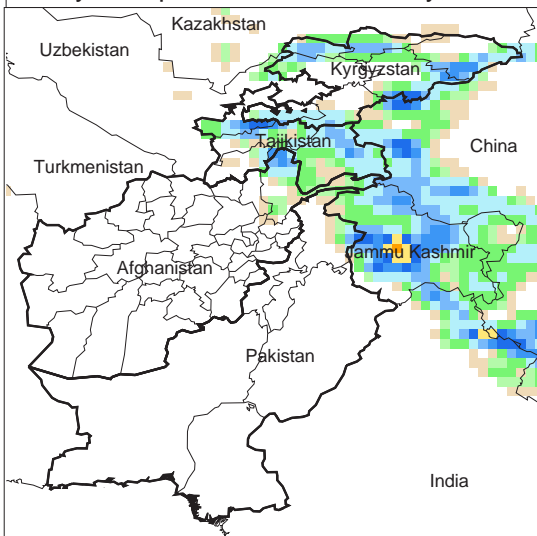 Kazakhstan
Uzbekistan
Kyrgyzstan
Tajikistan
China
Turkmenistan
Jammu Kashmir
Afghanistan
Pakistan
India